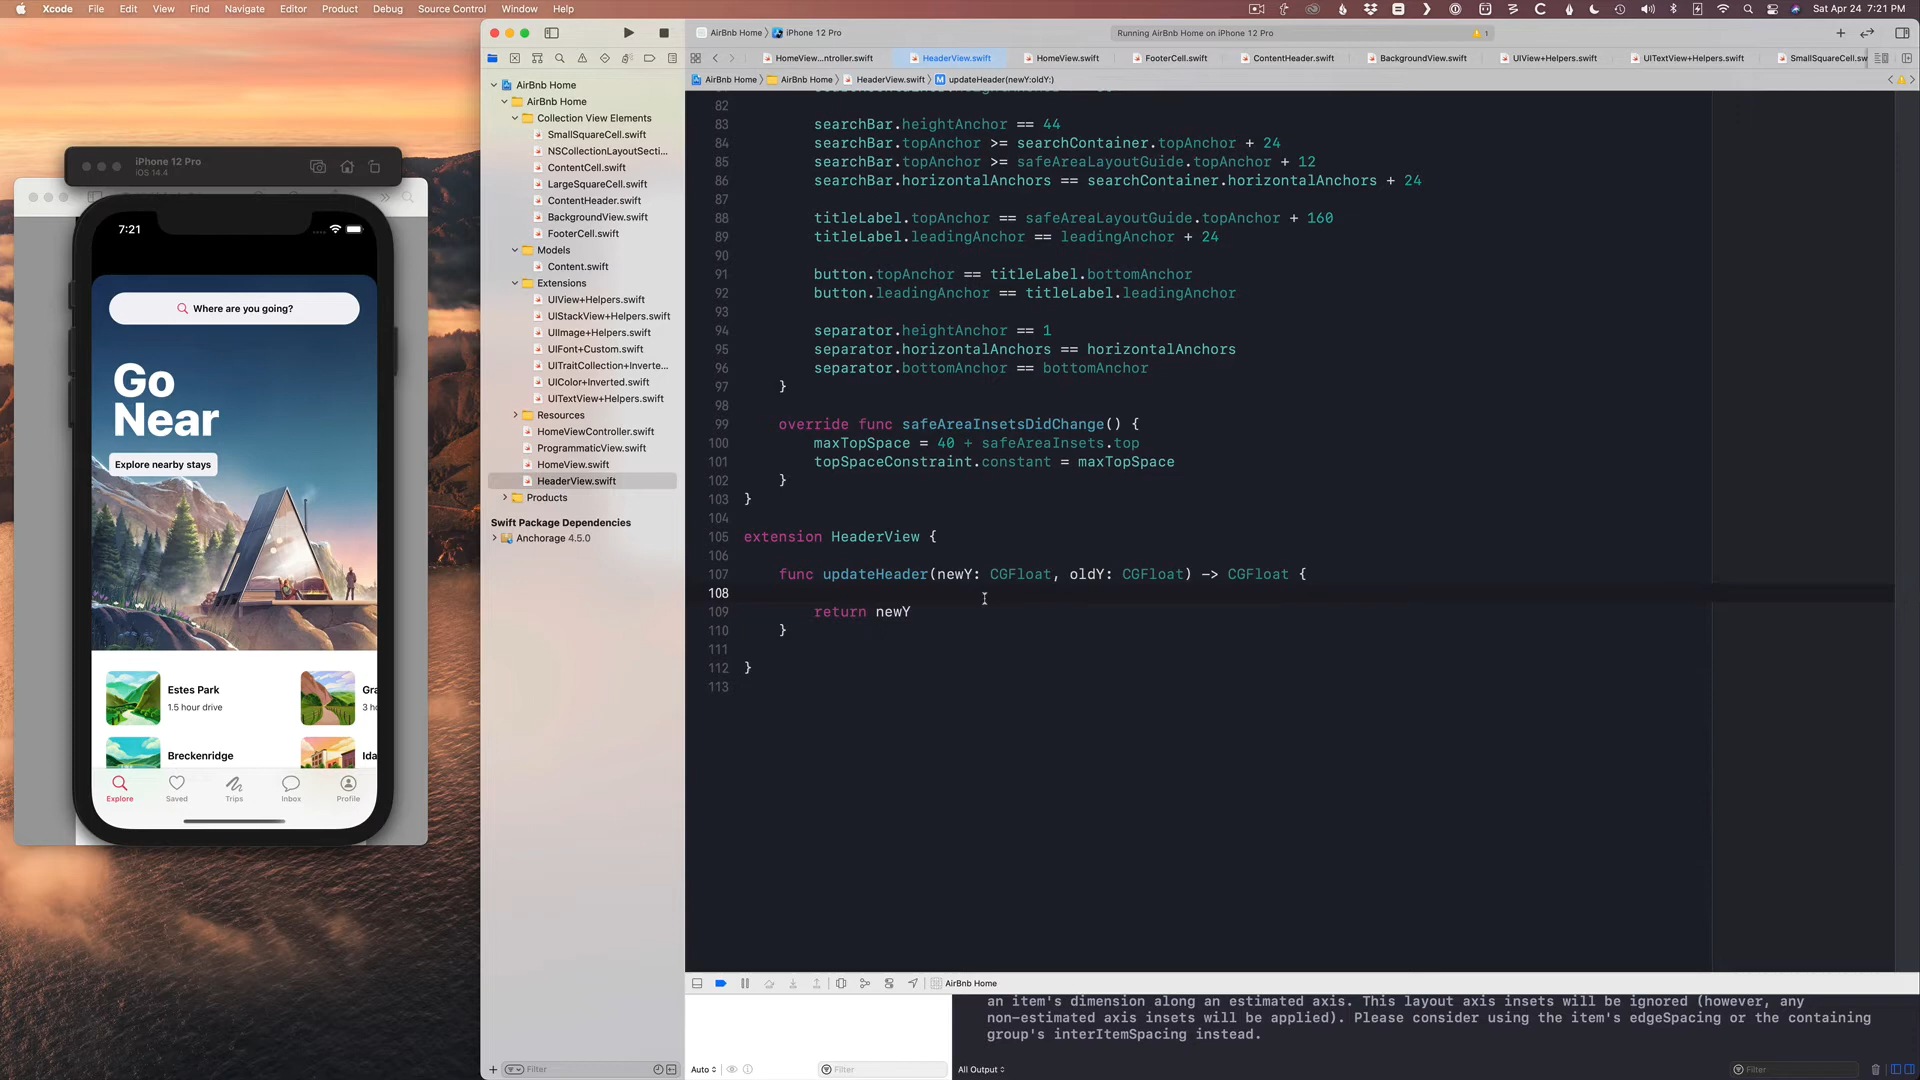 Xcode File Edit View Find Navigate Editor Product Debug Source Control Window Help
Sat Apr 24 7:21 PM
AirBnb Home iPhone 12 Pro
Running AirBnb Home on iPhone 12 Pro 1
HomeView...ntroller.swift HeaderView.swift HomeView.swift FooterCell.swift ContentHeader.swift BackgroundView.swift UIView+Helpers.swift UITextView+Helpers.swift SmallSquareCell.sw
AirBnb Home AirBnb Home HeaderView.swift M updateHeader(newY:oldY:)
AirBnb Home
AirBnb Home
Collection View Elements
SmallSquareCell.swift
NSCollectionLayoutSecti...
ContentCell.swift
LargeSquareCell.swift
ContentHeader.swift
BackgroundView.swift
FooterCell.swift
Models
Content.swift
Extensions
UIView+Helpers.swift
UIStackView+Helpers.swift
UIImage+Helpers.swift
UIFont+Custom.swift
UITraitCollection+Inverte...
UIColor+Inverted.swift
UITextView+Helpers.swift
Resources
HomeViewController.swift
ProgrammaticView.swift
HomeView.swift
HeaderView.swift
Products
Swift Package Dependencies
Anchorage 4.5.0
Filter
iPhone 12 Pro
iOS 14.4
7:21
Where are you going?
Go
Near
Explore nearby stays
Estes Park
1.5 hour drive
Gra
3 h
Breckenridge
Ida
Explore Saved Trips Inbox Profile
82
83 searchBar.heightAnchor == 44
84 searchBar.topAnchor >= searchContainer.topAnchor + 24
85 searchBar.topAnchor >= safeAreaLayoutGuide.topAnchor + 12
86 searchBar.horizontalAnchors == searchContainer.horizontalAnchors + 24
87
88 titleLabel.topAnchor == safeAreaLayoutGuide.topAnchor + 160
89 titleLabel.leadingAnchor == leadingAnchor + 24
90
91 button.topAnchor == titleLabel.bottomAnchor
92 button.leadingAnchor == titleLabel.leadingAnchor
93
94 separator.heightAnchor == 1
95 separator.horizontalAnchors == horizontalAnchors
96 separator.bottomAnchor == bottomAnchor
97 }
98
99 override func safeAreaInsetsDidChange() {
100 maxTopSpace = 40 + safeAreaInsets.top
101 topSpaceConstraint.constant = maxTopSpace
102 }
103 }
104
105 extension HeaderView {
106
107 func updateHeader(newY: CGFloat, oldY: CGFloat) -> CGFloat {
108
109 return newY
110 }
111
112 }
113
AirBnb Home
an item's dimension along an estimated axis. This layout axis insets will be ignored (however, any
non-estimated axis insets will be applied). Please consider using the item's edgeSpacing or the containing
group's interItemSpacing instead.
Auto Filter All Output Filter